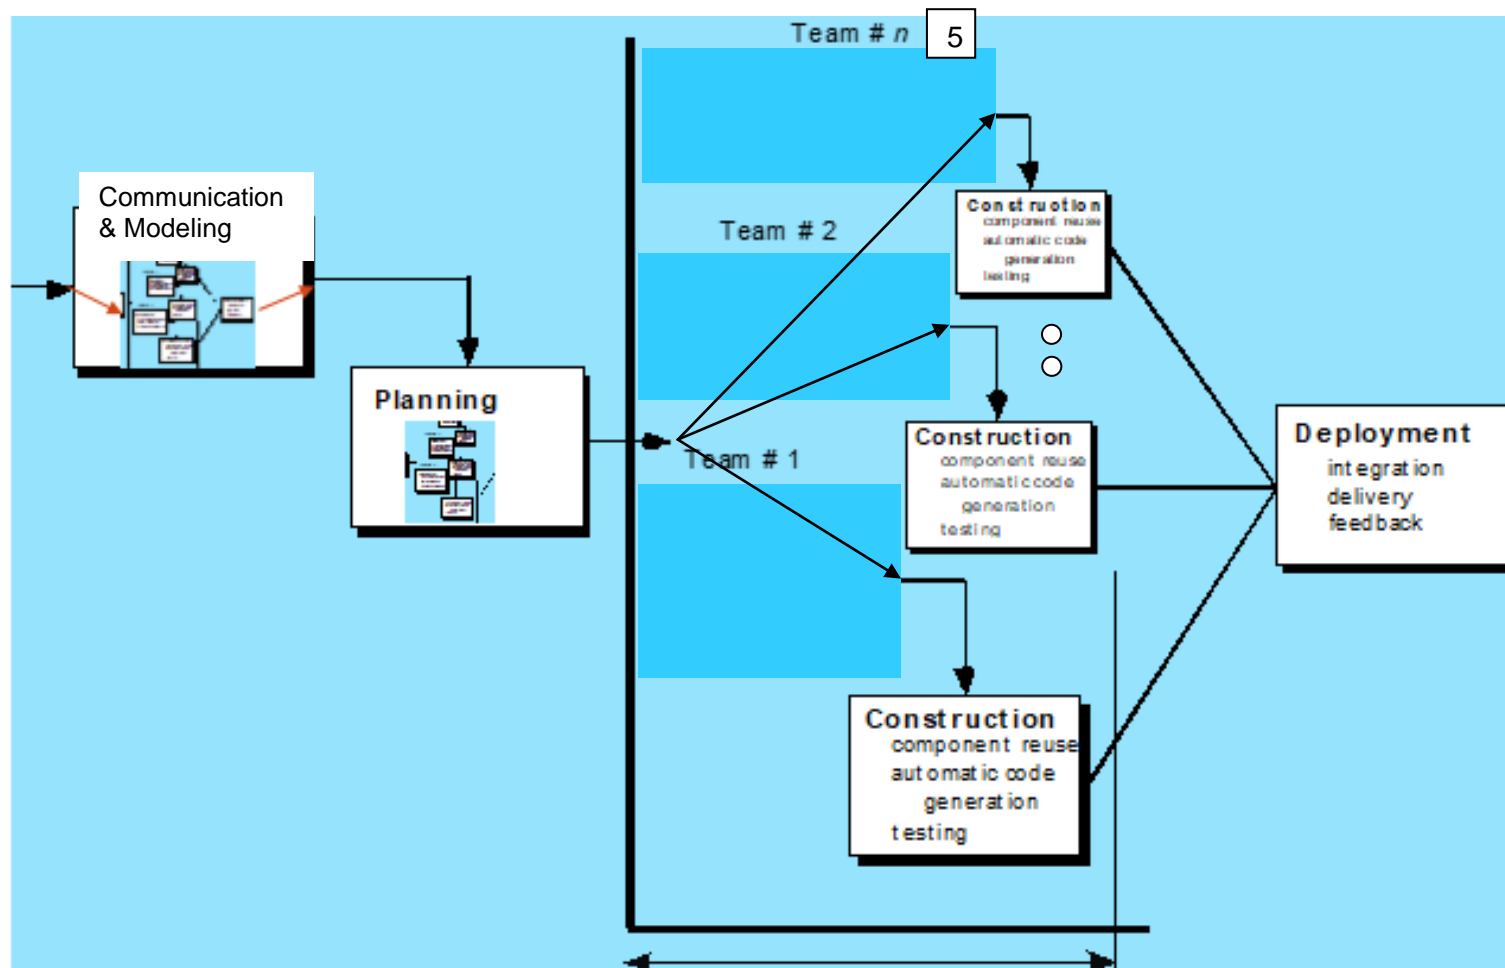 Team # n 5
Communication
& Modeling
Construction
component reuse
automatic code
generation
testing
Team # 2
Planning
Team # 1
Construction
component reuse
automatic code
generation
testing
Deployment
integration
delivery
feedback
Construction
component reuse
automatic code
generation
testing